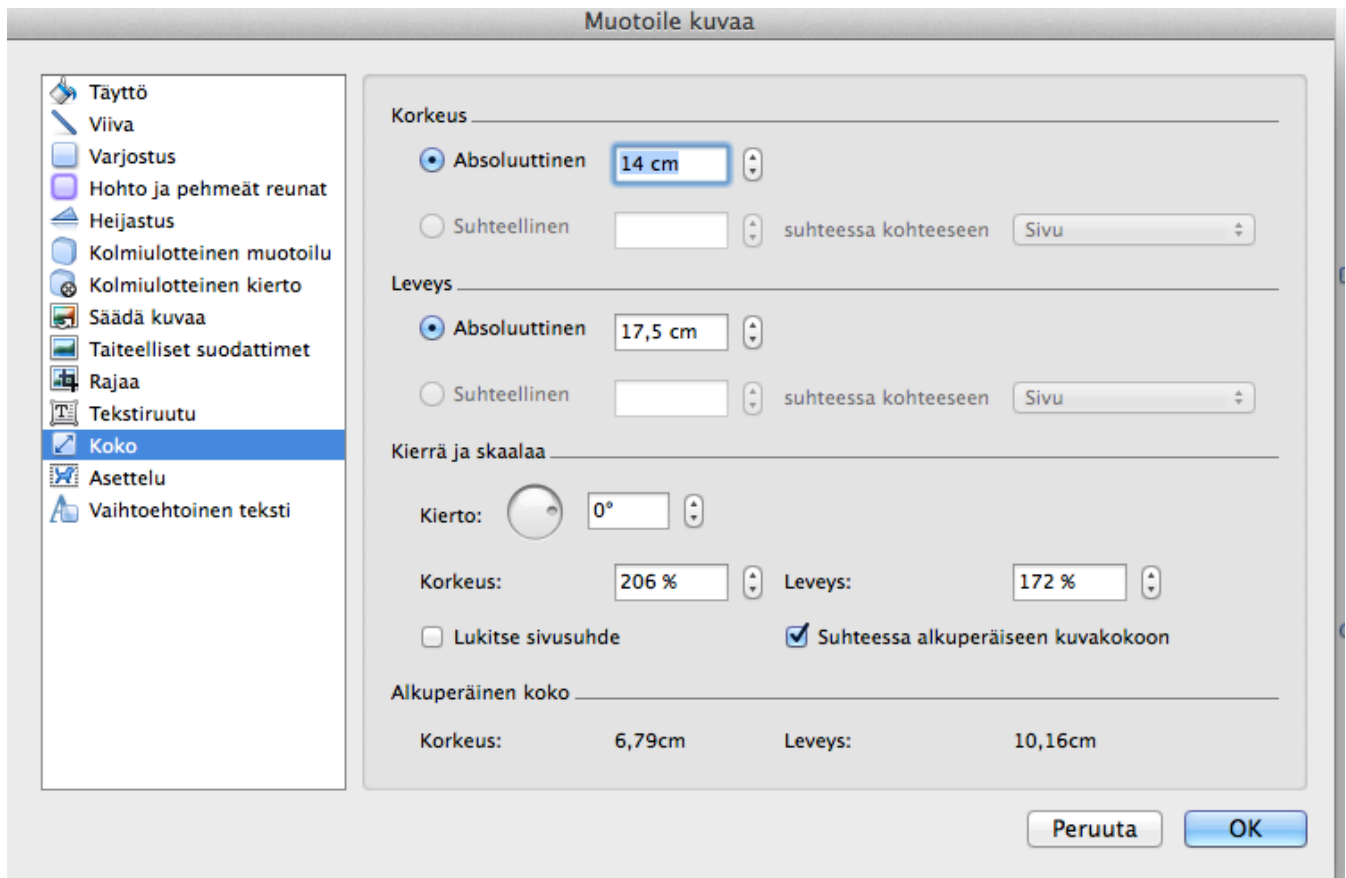 Muotoile kuvaa
Täyttö
Viiva
Varjostus
Hohto ja pehmeät reunat
Heijastus
Kolmiulotteinen muotoilu
Kolmiulotteinen kierto
Säädä kuvaa
Taiteelliset suodattimet
Rajaa
Tekstiruutu
Koko
Asettelu
Vaihtoehtoinen teksti
Korkeus
Absoluuttinen 14 cm
Suhteellinen suhteessa kohteeseen Sivu
Leveys
Absoluuttinen 17,5 cm
Suhteellinen suhteessa kohteeseen Sivu
Kierrä ja skaalaa
Kierto: 0°
Korkeus: 206 % Leveys: 172 %
Lukitse sivusuhde Suhteessa alkuperäiseen kuvakokoon
Alkuperäinen koko
Korkeus: 6,79cm Leveys: 10,16cm
Peruuta OK